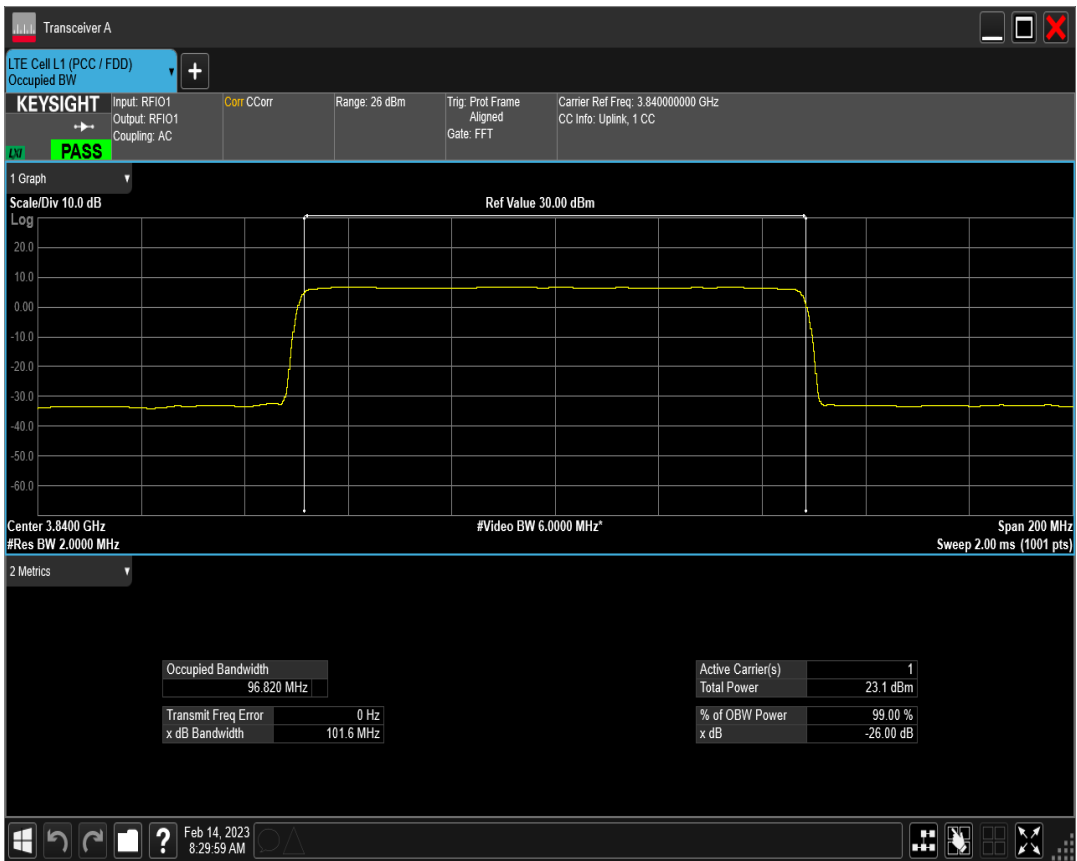 Transceiver A
LTE Cell L1 (PCC / FDD)
Occupied BW
+
KEYSIGHT
LXI
PASS
Input: RFIO1
Output: RFIO1
Coupling: AC
Corr CCorr
Range: 26 dBm
Trig: Prot Frame
Aligned
Gate: FFT
Carrier Ref Freq: 3.840000000 GHz
CC Info: Uplink, 1 CC
1 Graph
Scale/Div 10.0 dB
Ref Value 30.00 dBm
Log
20.0
10.0
0.00
-10.0
-20.0
-30.0
-40.0
-50.0
-60.0
Center 3.8400 GHz
#Video BW 6.0000 MHz*
Span 200 MHz
#Res BW 2.0000 MHz
Sweep 2.00 ms (1001 pts)
2 Metrics
Occupied Bandwidth
96.820 MHz
Transmit Freq Error 0 Hz
x dB Bandwidth 101.6 MHz
Active Carrier(s) 1
Total Power 23.1 dBm
% of OBW Power 99.00 %
x dB -26.00 dB
?
Feb 14, 2023
8:29:59 AM